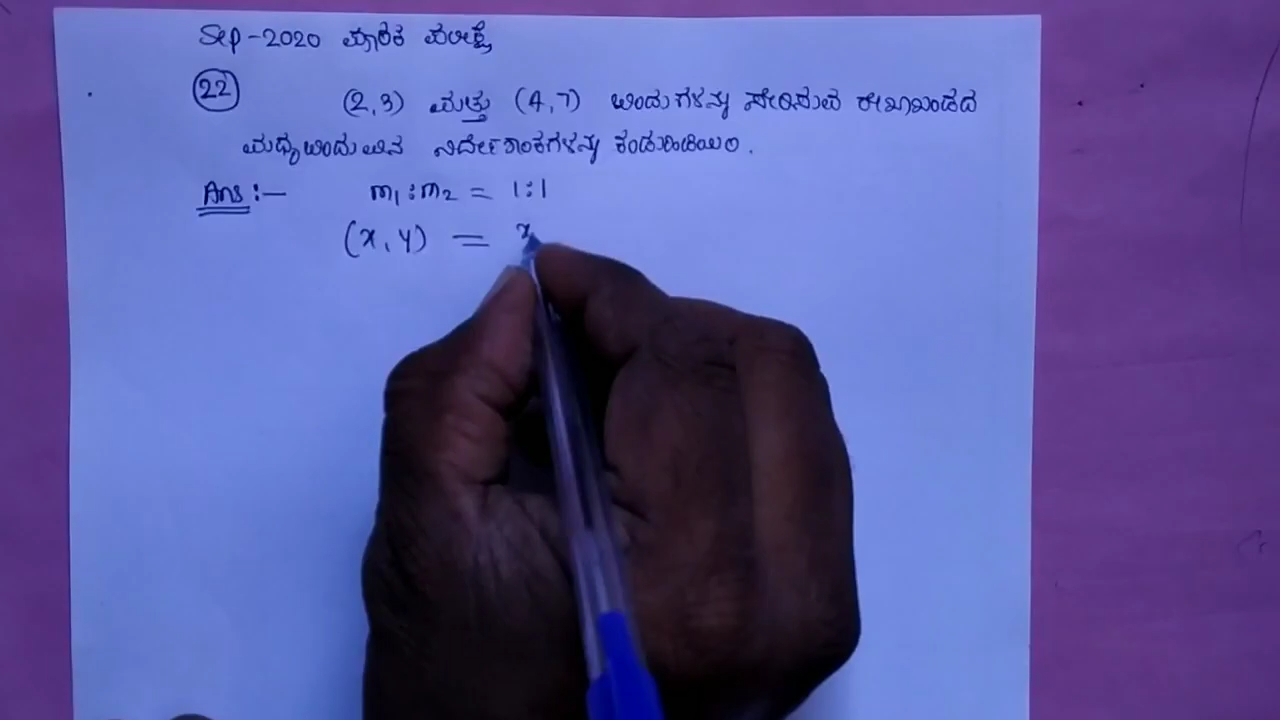 Sep-2020 ಪೂರಕ ಪರೀಕ್ಷೆ
22 (2,3) ಮತ್ತು (4,7) ಬಿಂದುಗಳನ್ನು ಸೇರಿಸುವ ರೇಖಾಖಂಡದ
ಮಧ್ಯಬಿಂದುವಿನ ನಿರ್ದೇಶಾಂಕಗಳನ್ನು ಕಂಡುಹಿಡಿಯಿರಿ.
Ans :- m₁:m₂ = 1:1
(x,y) = x